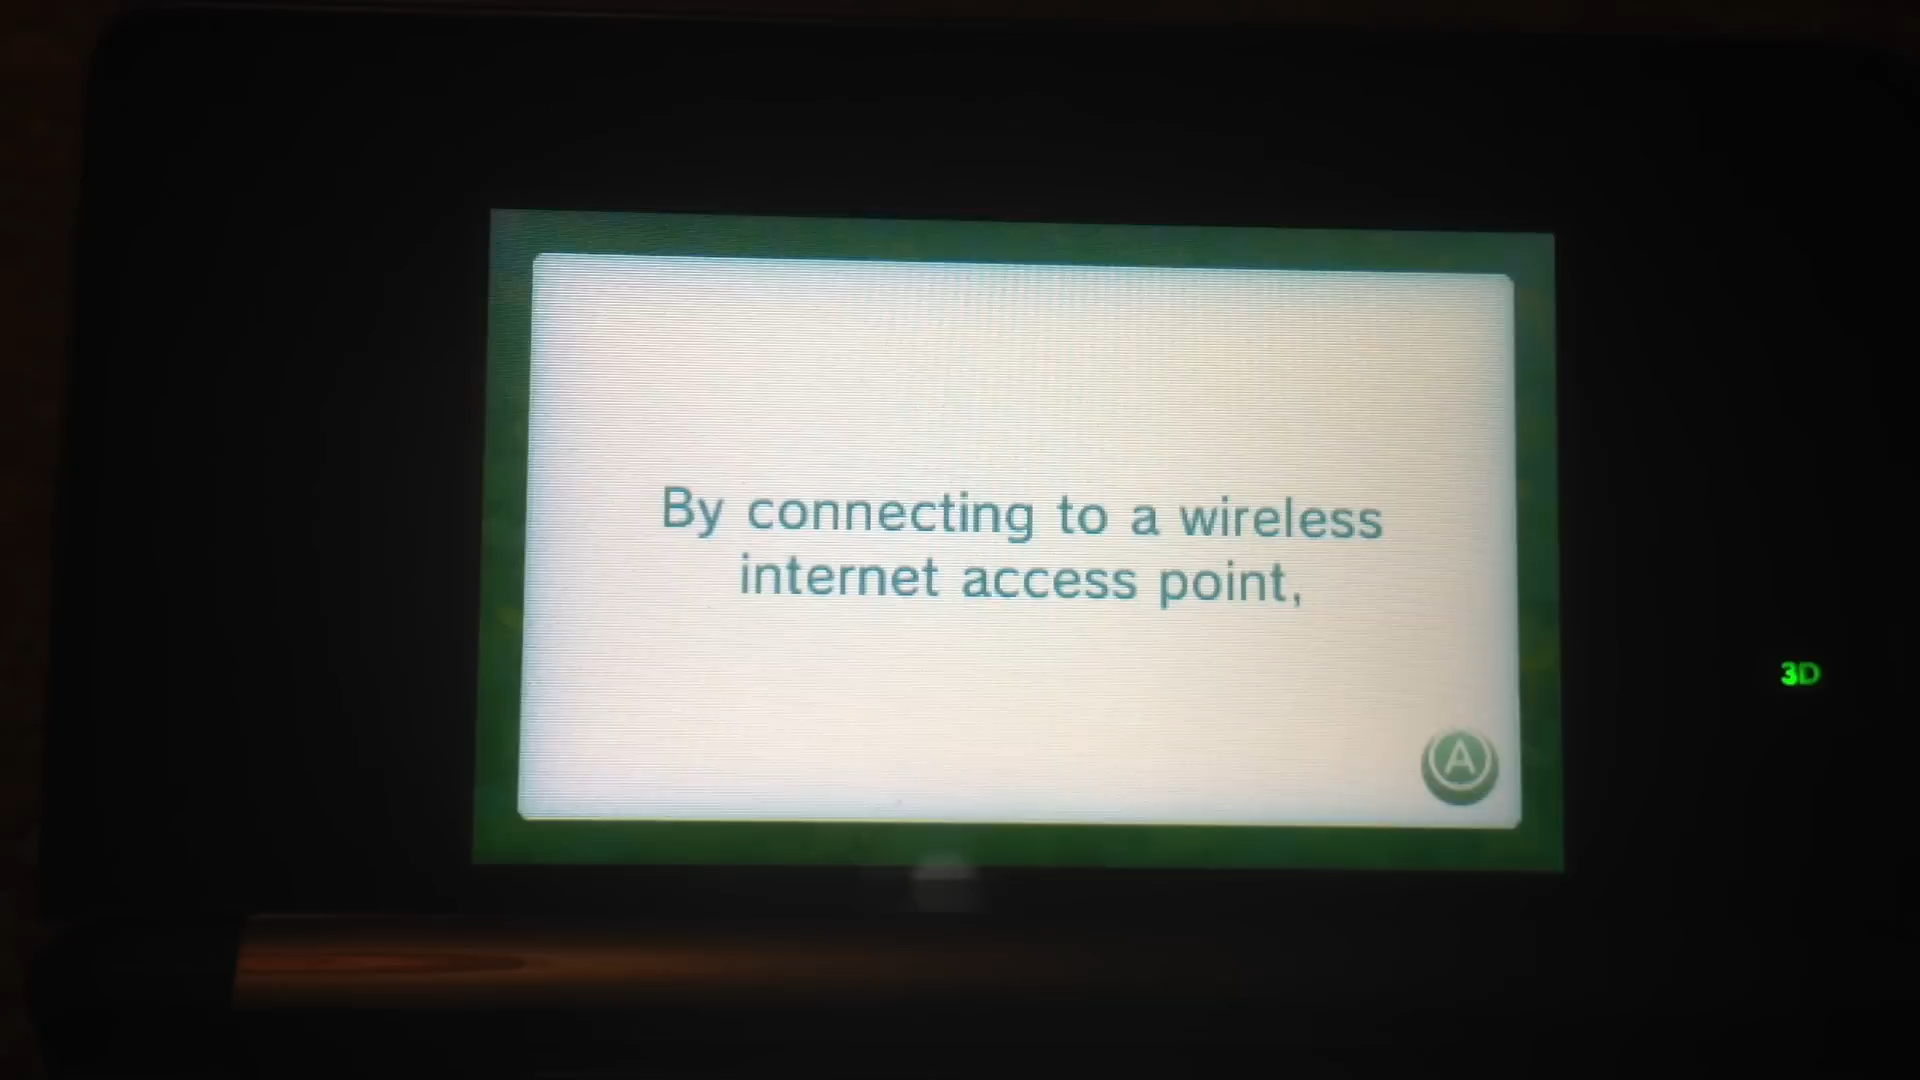 By connecting to a wireless
internet access point,
A
3D